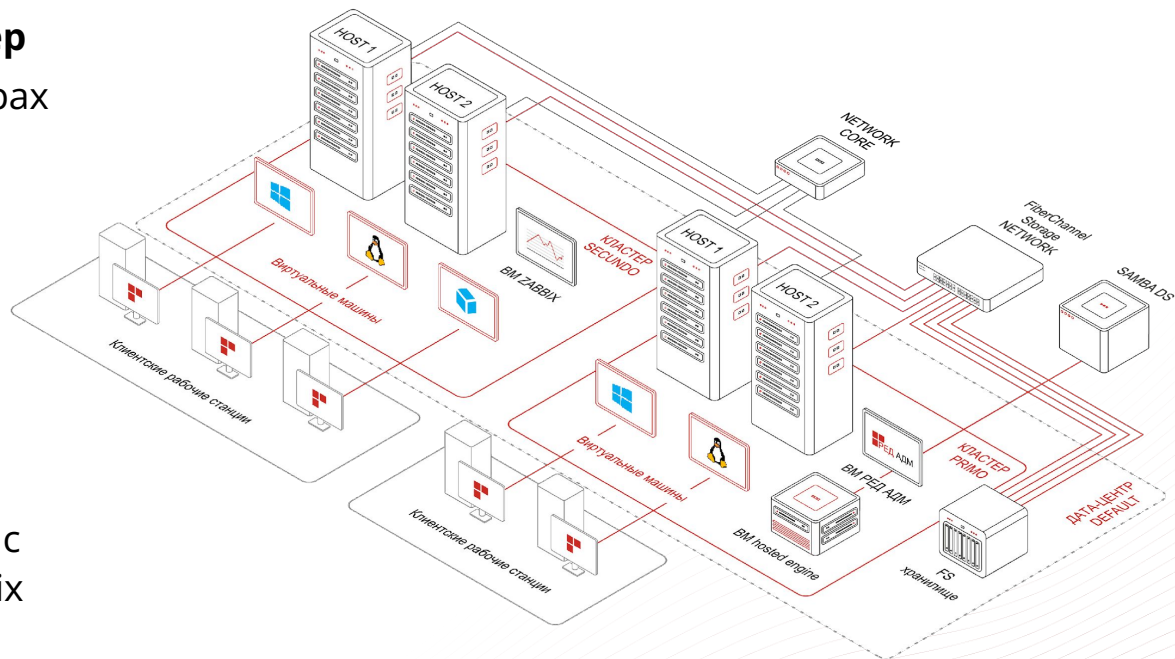 ер
рах
HOST 1
HOST 2
NETWORK
CORE
FiberChannel
Storage
NETWORK
SAMBA DS
КЛАСТЕР
SECUNDO
ВМ ZABBIX
Виртуальные машины
Клиентские рабочие станции
HOST 1
HOST 2
РЕД АДМ
ВМ РЕД АДМ
КЛАСТЕР
PRIMO
ДАТА-ЦЕНТР
DEFAULT
Виртуальные машины
ВМ hosted engine
FS
хранилище
Клиентские рабочие станции
с
ix